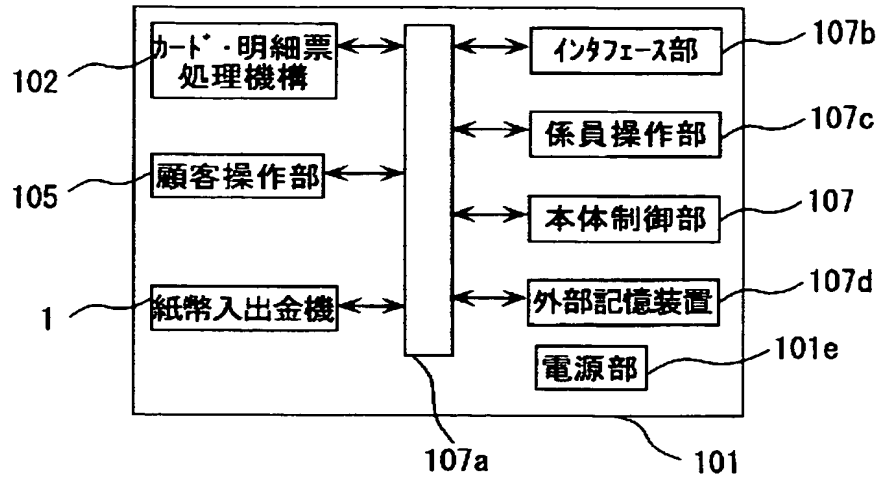 102
カード・明細票
処理機構
インタフェース部
107b
係員操作部
107c
105
顧客操作部
本体制御部
107
1
紙幣入出金機
外部記憶装置
107d
電源部
101e
107a
101